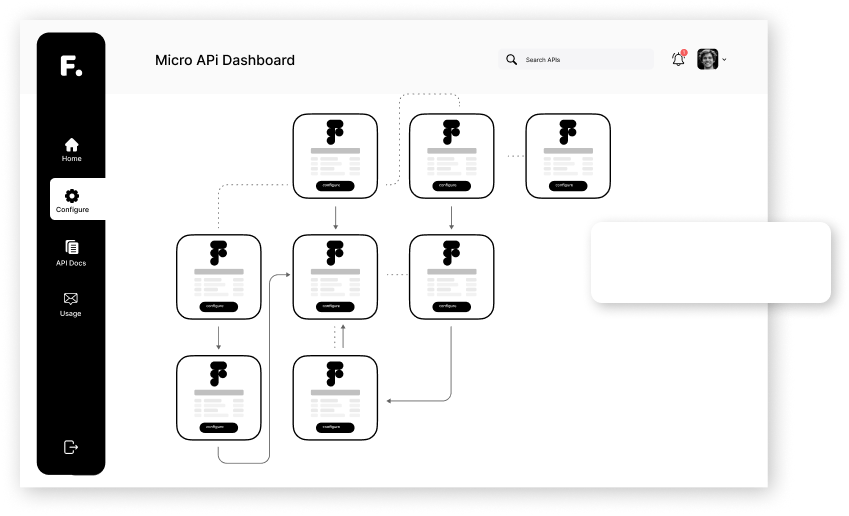 F.
Micro APi Dashboard
Search APIs
Home
Configure
API Docs
Usage
configure
configure
configure
configure
configure
configure
configure
configure